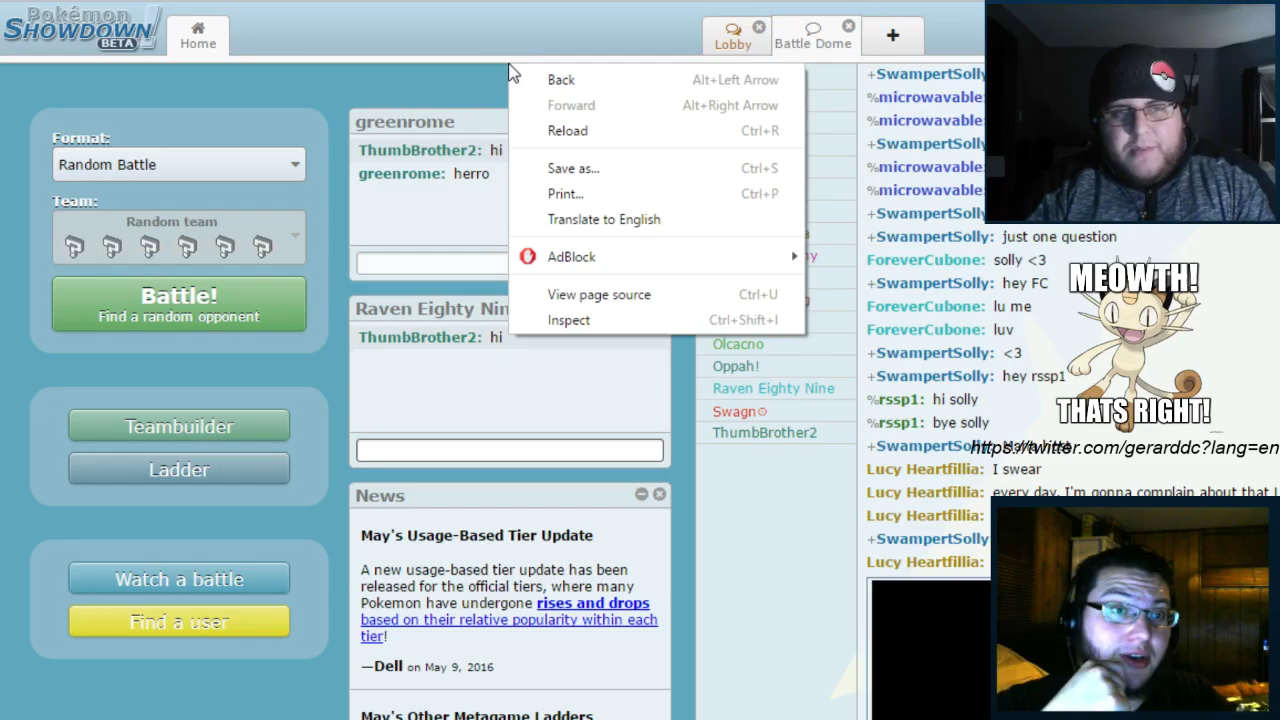 Pokémon
SHOWDOWN!
BETA
Home
Lobby
Battle Dome
+
Format:
Random Battle
Team:
Random team
Battle!
Find a random opponent
Teambuilder
Ladder
Watch a battle
Find a user
greenrome
ThumbBrother2: hi
greenrome: herro
Raven Eighty Nin
ThumbBrother2: hi
News
May's Usage-Based Tier Update
A new usage-based tier update has been
released for the official tiers, where many
Pokemon have undergone rises and drops
based on their relative popularity within each
tier!
—Dell on May 9, 2016
May's Other Metagame Ladders
Back Alt+Left Arrow
Forward Alt+Right Arrow
Reload Ctrl+R
Save as... Ctrl+S
Print... Ctrl+P
Translate to English
AdBlock
View page source Ctrl+U
Inspect Ctrl+Shift+I
Olcacno
Oppah!
Raven Eighty Nine
Swagn
ThumbBrother2
+SwampertSolly:
%microwavable:
%microwavable:
+SwampertSolly:
%microwavable:
%microwavable:
+SwampertSolly:
+SwampertSolly: just one question
ForeverCubone: solly <3
+SwampertSolly: hey FC
ForeverCubone: lu me
ForeverCubone: luv
+SwampertSolly: <3
+SwampertSolly: hey rssp1
%rssp1: hi solly
%rssp1: bye solly
+SwampertSolly:
Lucy Heartfillia: I swear
Lucy Heartfillia: every day. I'm gonna complain about that I
Lucy Heartfillia:
+SwampertSolly:
Lucy Heartfillia:
MEOWTH!
THATS RIGHT!
https://twitter.com/gerarddc?lang=en